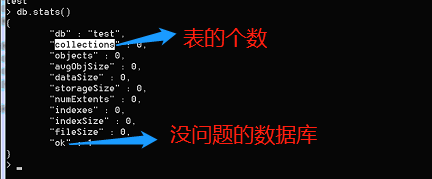 test
> db.stats()
{
"db" : "test",
"collections" : 0,
表的个数
"objects" : 0,
"avgObjSize" : 0,
"dataSize" : 0,
"storageSize" : 0,
"numExtents" : 0,
"indexes" : 0,
"indexSize" : 0,
"fileSize" : 0,
"ok" : 1
没问题的数据库
}
>